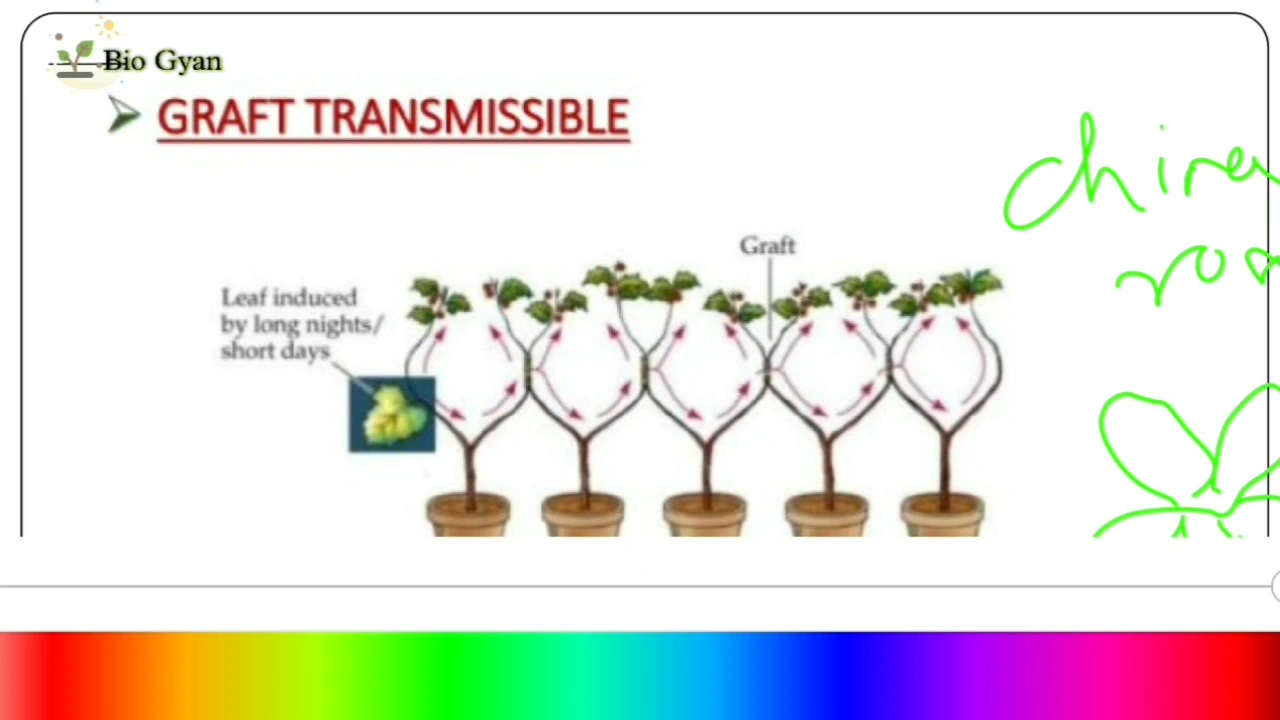 Bio Gyan
GRAFT TRANSMISSIBLE
Graft
Leaf induced
by long nights/
short days